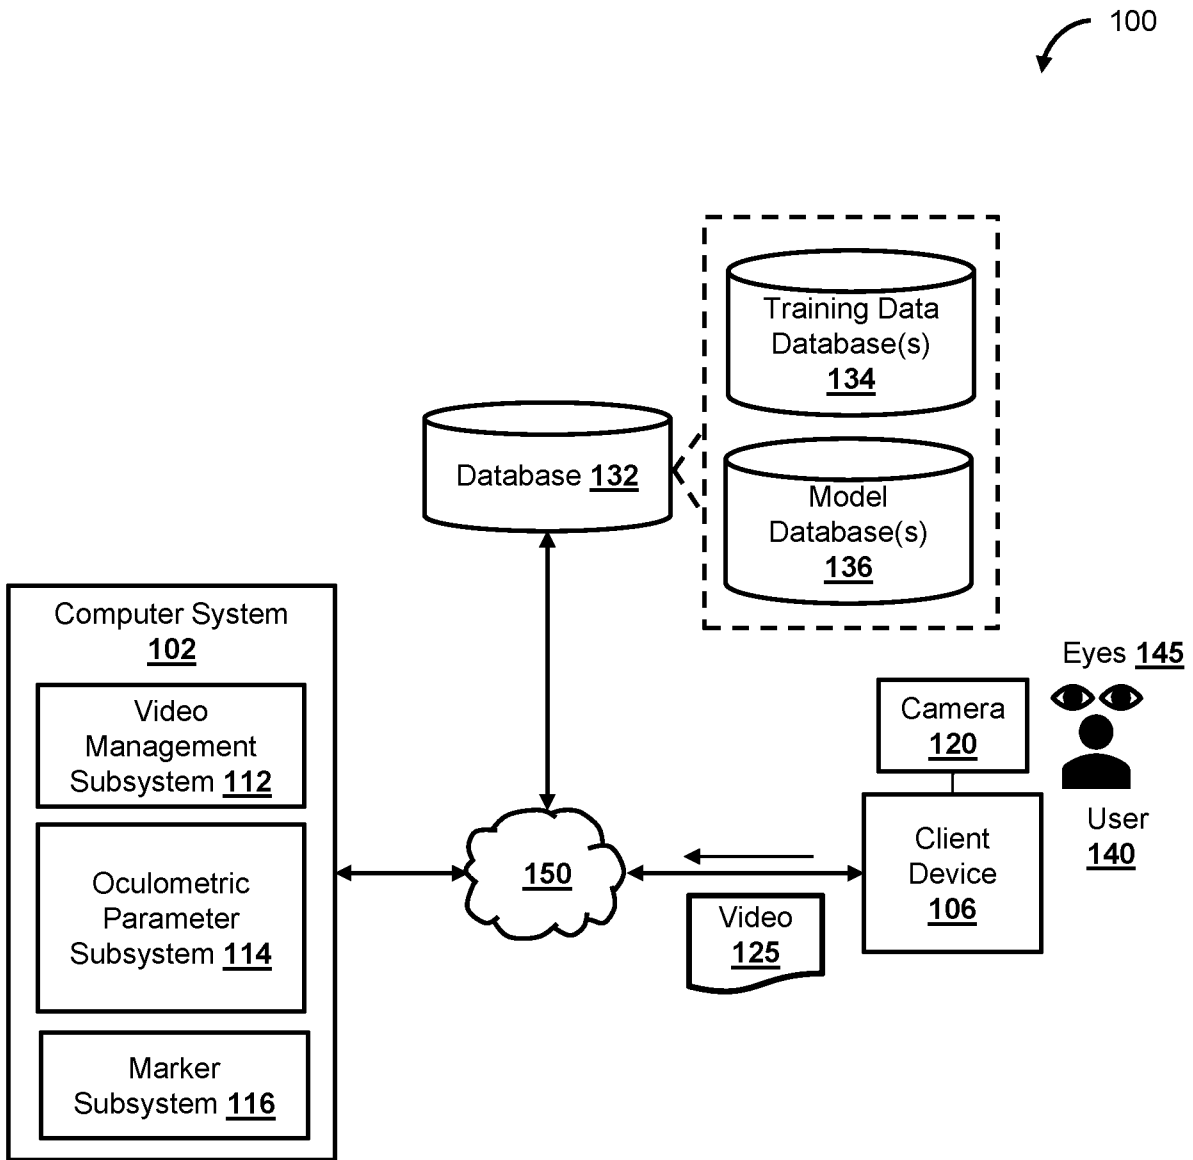 100
Training Data
Database(s)
134
Database 132
Model
Database(s)
136
Computer System
102
Video
Management
Subsystem 112
Oculometric
Parameter
Subsystem 114
Marker
Subsystem 116
150
Video
125
Eyes 145
Camera
120
Client
Device
106
User
140